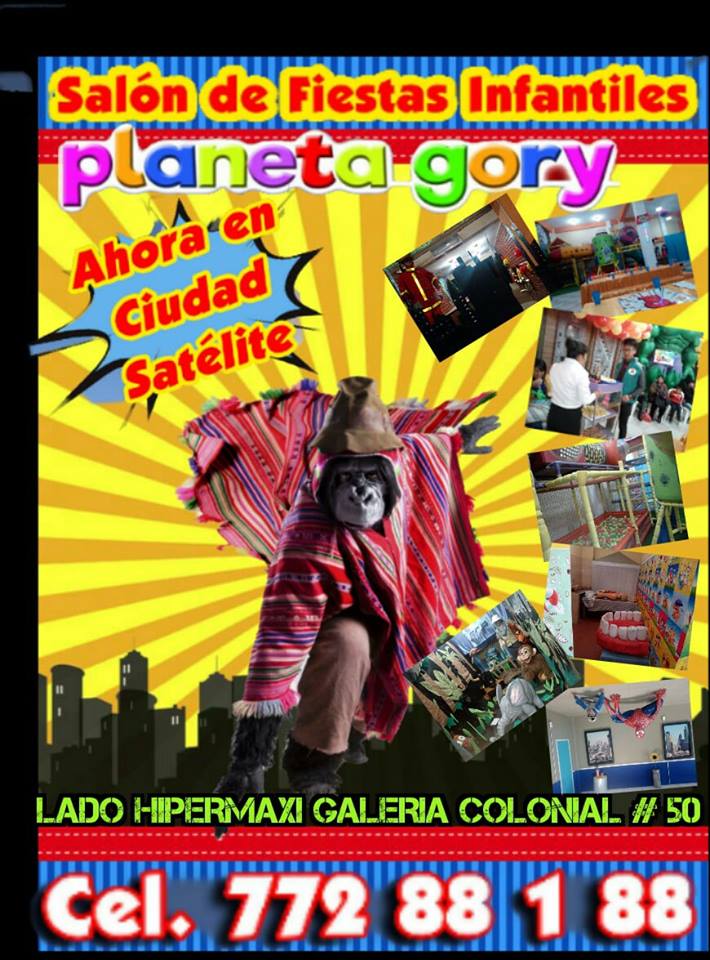 Salón de Fiestas Infantiles
planeta gory
Ahora en
Ciudad
Satélite
LADO HIPERMAXI GALERIA COLONIAL # 50
Cel. 772 88 1 88